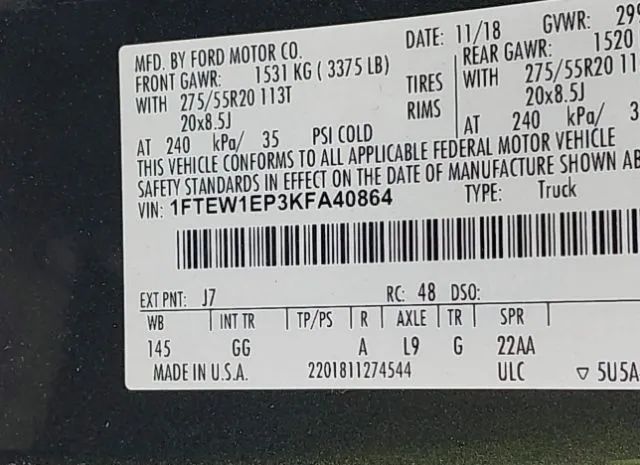 MFD. BY FORD MOTOR CO. DATE: 11/18 GVWR: 299
FRONT GAWR: 1531 KG ( 3375 LB) REAR GAWR: 1520
WITH 275/55R20 113T TIRES WITH 275/55R20 11
20x8.5J RIMS 20x8.5J
AT 240 kPa/ 35 PSI COLD AT 240 kPa/ 3
THIS VEHICLE CONFORMS TO ALL APPLICABLE FEDERAL MOTOR VEHICLE
SAFETY STANDARDS IN EFFECT ON THE DATE OF MANUFACTURE SHOWN AB
VIN: 1FTEW1EP3KFA40864 TYPE: Truck
EXT PNT: J7 RC: 48 DSO:
WB INT TR TP/PS R AXLE TR SPR
145 GG A L9 G 22AA
MADE IN U.S.A. 2201811274544 ULC ▽ 5U5A